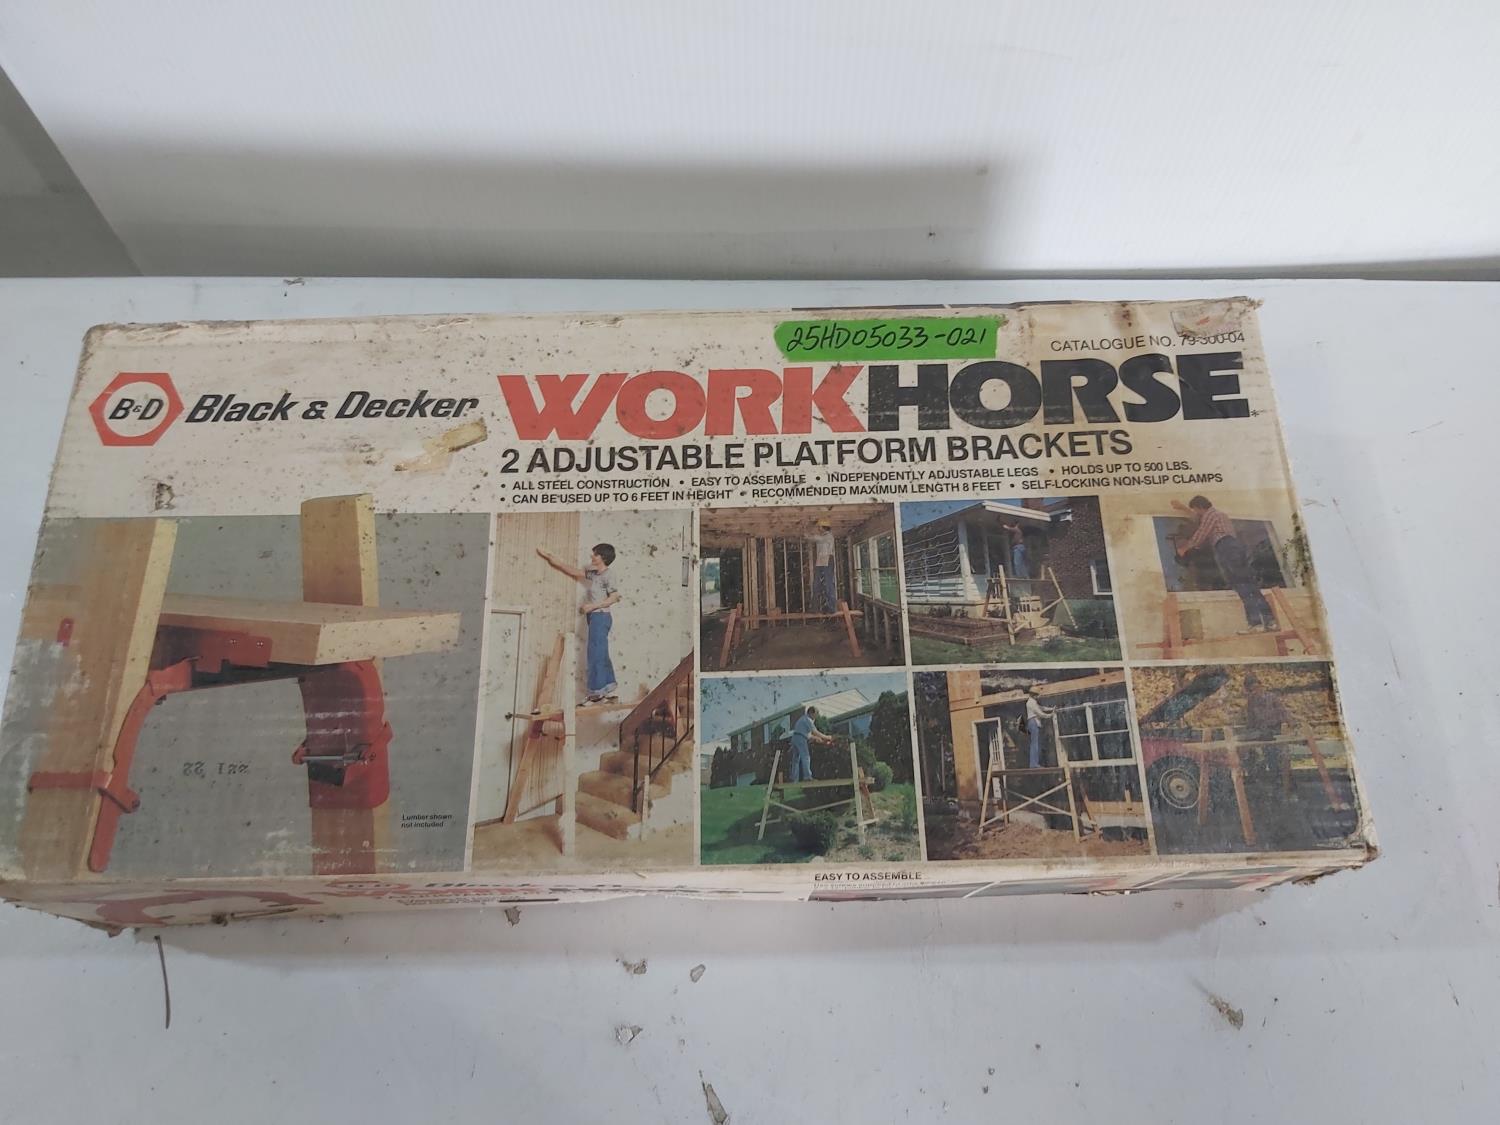 25HD05033-021
CATALOGUE NO. 79-300-04
B&D Black & Decker WORKHORSE
2 ADJUSTABLE PLATFORM BRACKETS
• ALL STEEL CONSTRUCTION • EASY TO ASSEMBLE • INDEPENDENTLY ADJUSTABLE LEGS • HOLDS UP TO 500 LBS.
• CAN BE USED UP TO 6 FEET IN HEIGHT • RECOMMENDED MAXIMUM LENGTH 8 FEET • SELF-LOCKING NON-SLIP CLAMPS
Lumber shown
not included
Black & Decker
EASY TO ASSEMBLE